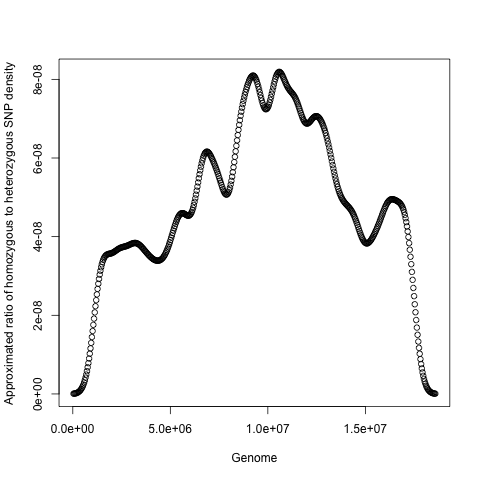 Approximated ratio of homozygous to heterozygous SNP density
8e-08
6e-08
4e-08
2e-08
0e+00
0.0e+00 5.0e+06 1.0e+07 1.5e+07
Genome